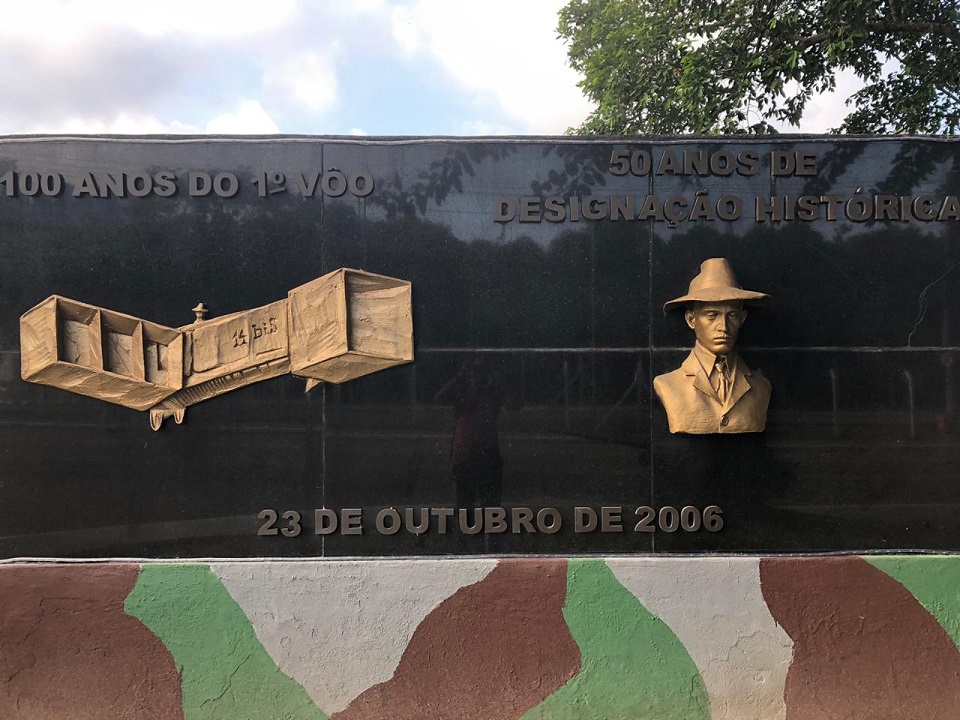 100 ANOS DO 1º VÔO
50 ANOS DE
DESIGNAÇÃO HISTÓRICA
14 bis
23 DE OUTUBRO DE 2006